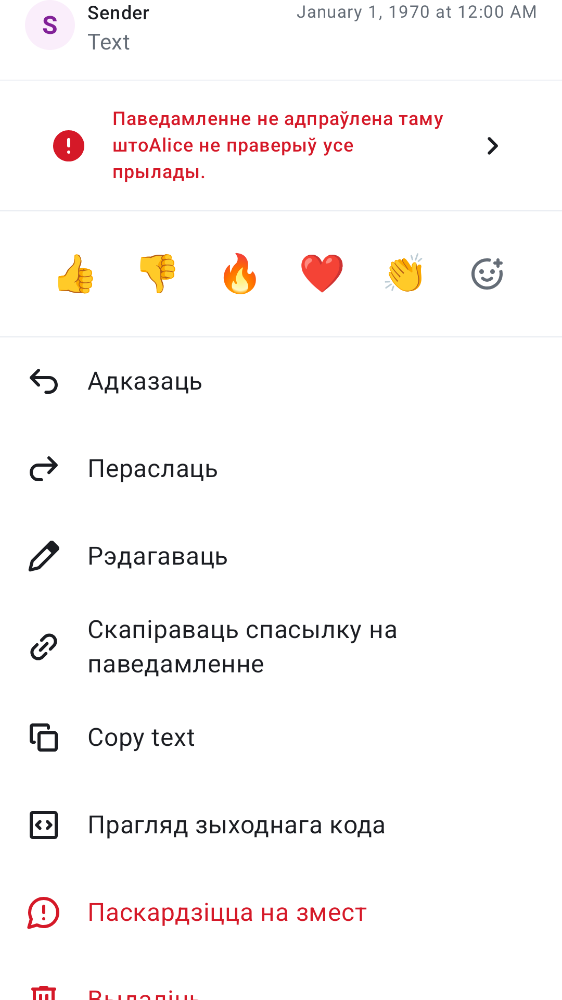 S
Sender
January 1, 1970 at 12:00 AM
Text
Паведамленне не адпраўлена таму
штоAlice не праверыў усе
прылады.
Адказаць
Пераслаць
Рэдагаваць
Скапіраваць спасылку на
паведамленне
Copy text
Прагляд зыходнага кода
Паскардзіцца на змест
Выдаліць